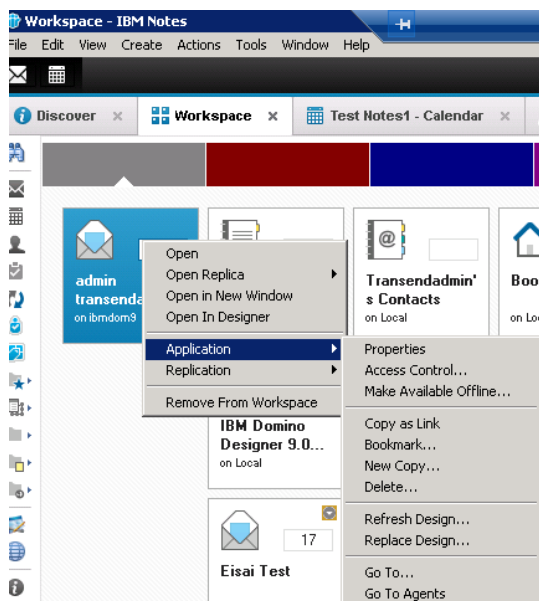 Workspace - IBM Notes
File Edit View Create Actions Tools Window Help
Discover × Workspace × Test Notes1 - Calendar ×
admin
transenda
on ibmdom9
Transendadmin'
s Contacts
on Local
Boo
on Lo
Open
Open Replica
Open in New Window
Open In Designer
Application
Replication
Remove From Workspace
Properties
Access Control...
Make Available Offline...
Copy as Link
Bookmark...
New Copy...
Delete...
Refresh Design...
Replace Design...
Go To...
Go To Agents
IBM Domino
Designer 9.0...
on Local
17
Eisai Test